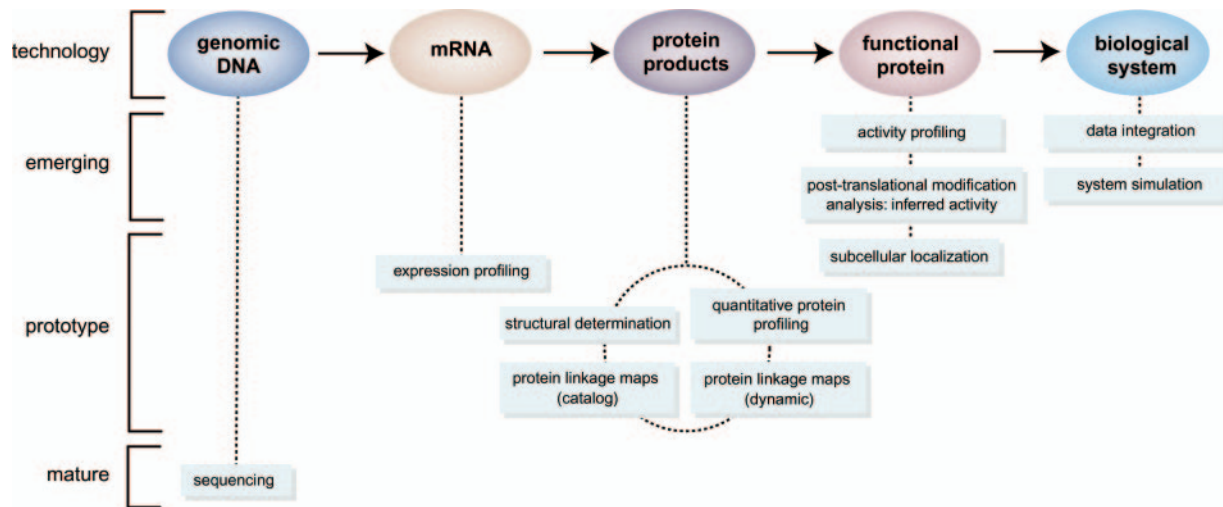 technology
genomic
DNA
mRNA
protein
products
functional
protein
biological
system
emerging
activity profiling
data integration
post-translational modification
analysis: inferred activity
system simulation
subcellular localization
prototype
expression profiling
structural determination
quantitative protein
profiling
protein linkage maps
(catalog)
protein linkage maps
(dynamic)
mature
sequencing